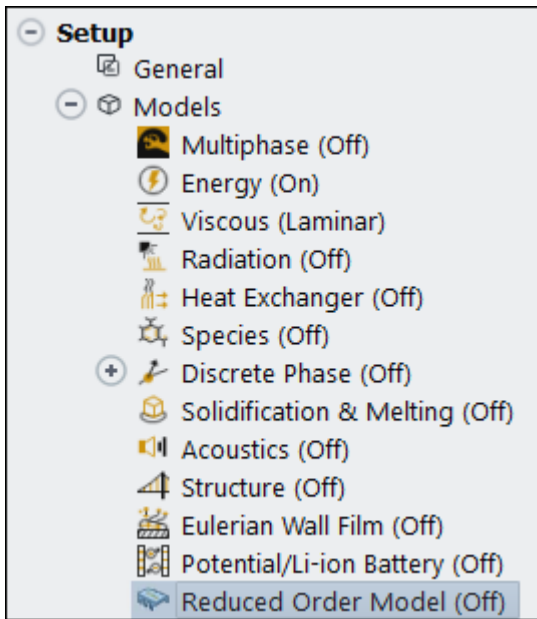 Setup
General
Models
Multiphase (Off)
Energy (On)
Viscous (Laminar)
Radiation (Off)
Heat Exchanger (Off)
Species (Off)
Discrete Phase (Off)
Solidification & Melting (Off)
Acoustics (Off)
Structure (Off)
Eulerian Wall Film (Off)
Potential/Li-ion Battery (Off)
Reduced Order Model (Off)